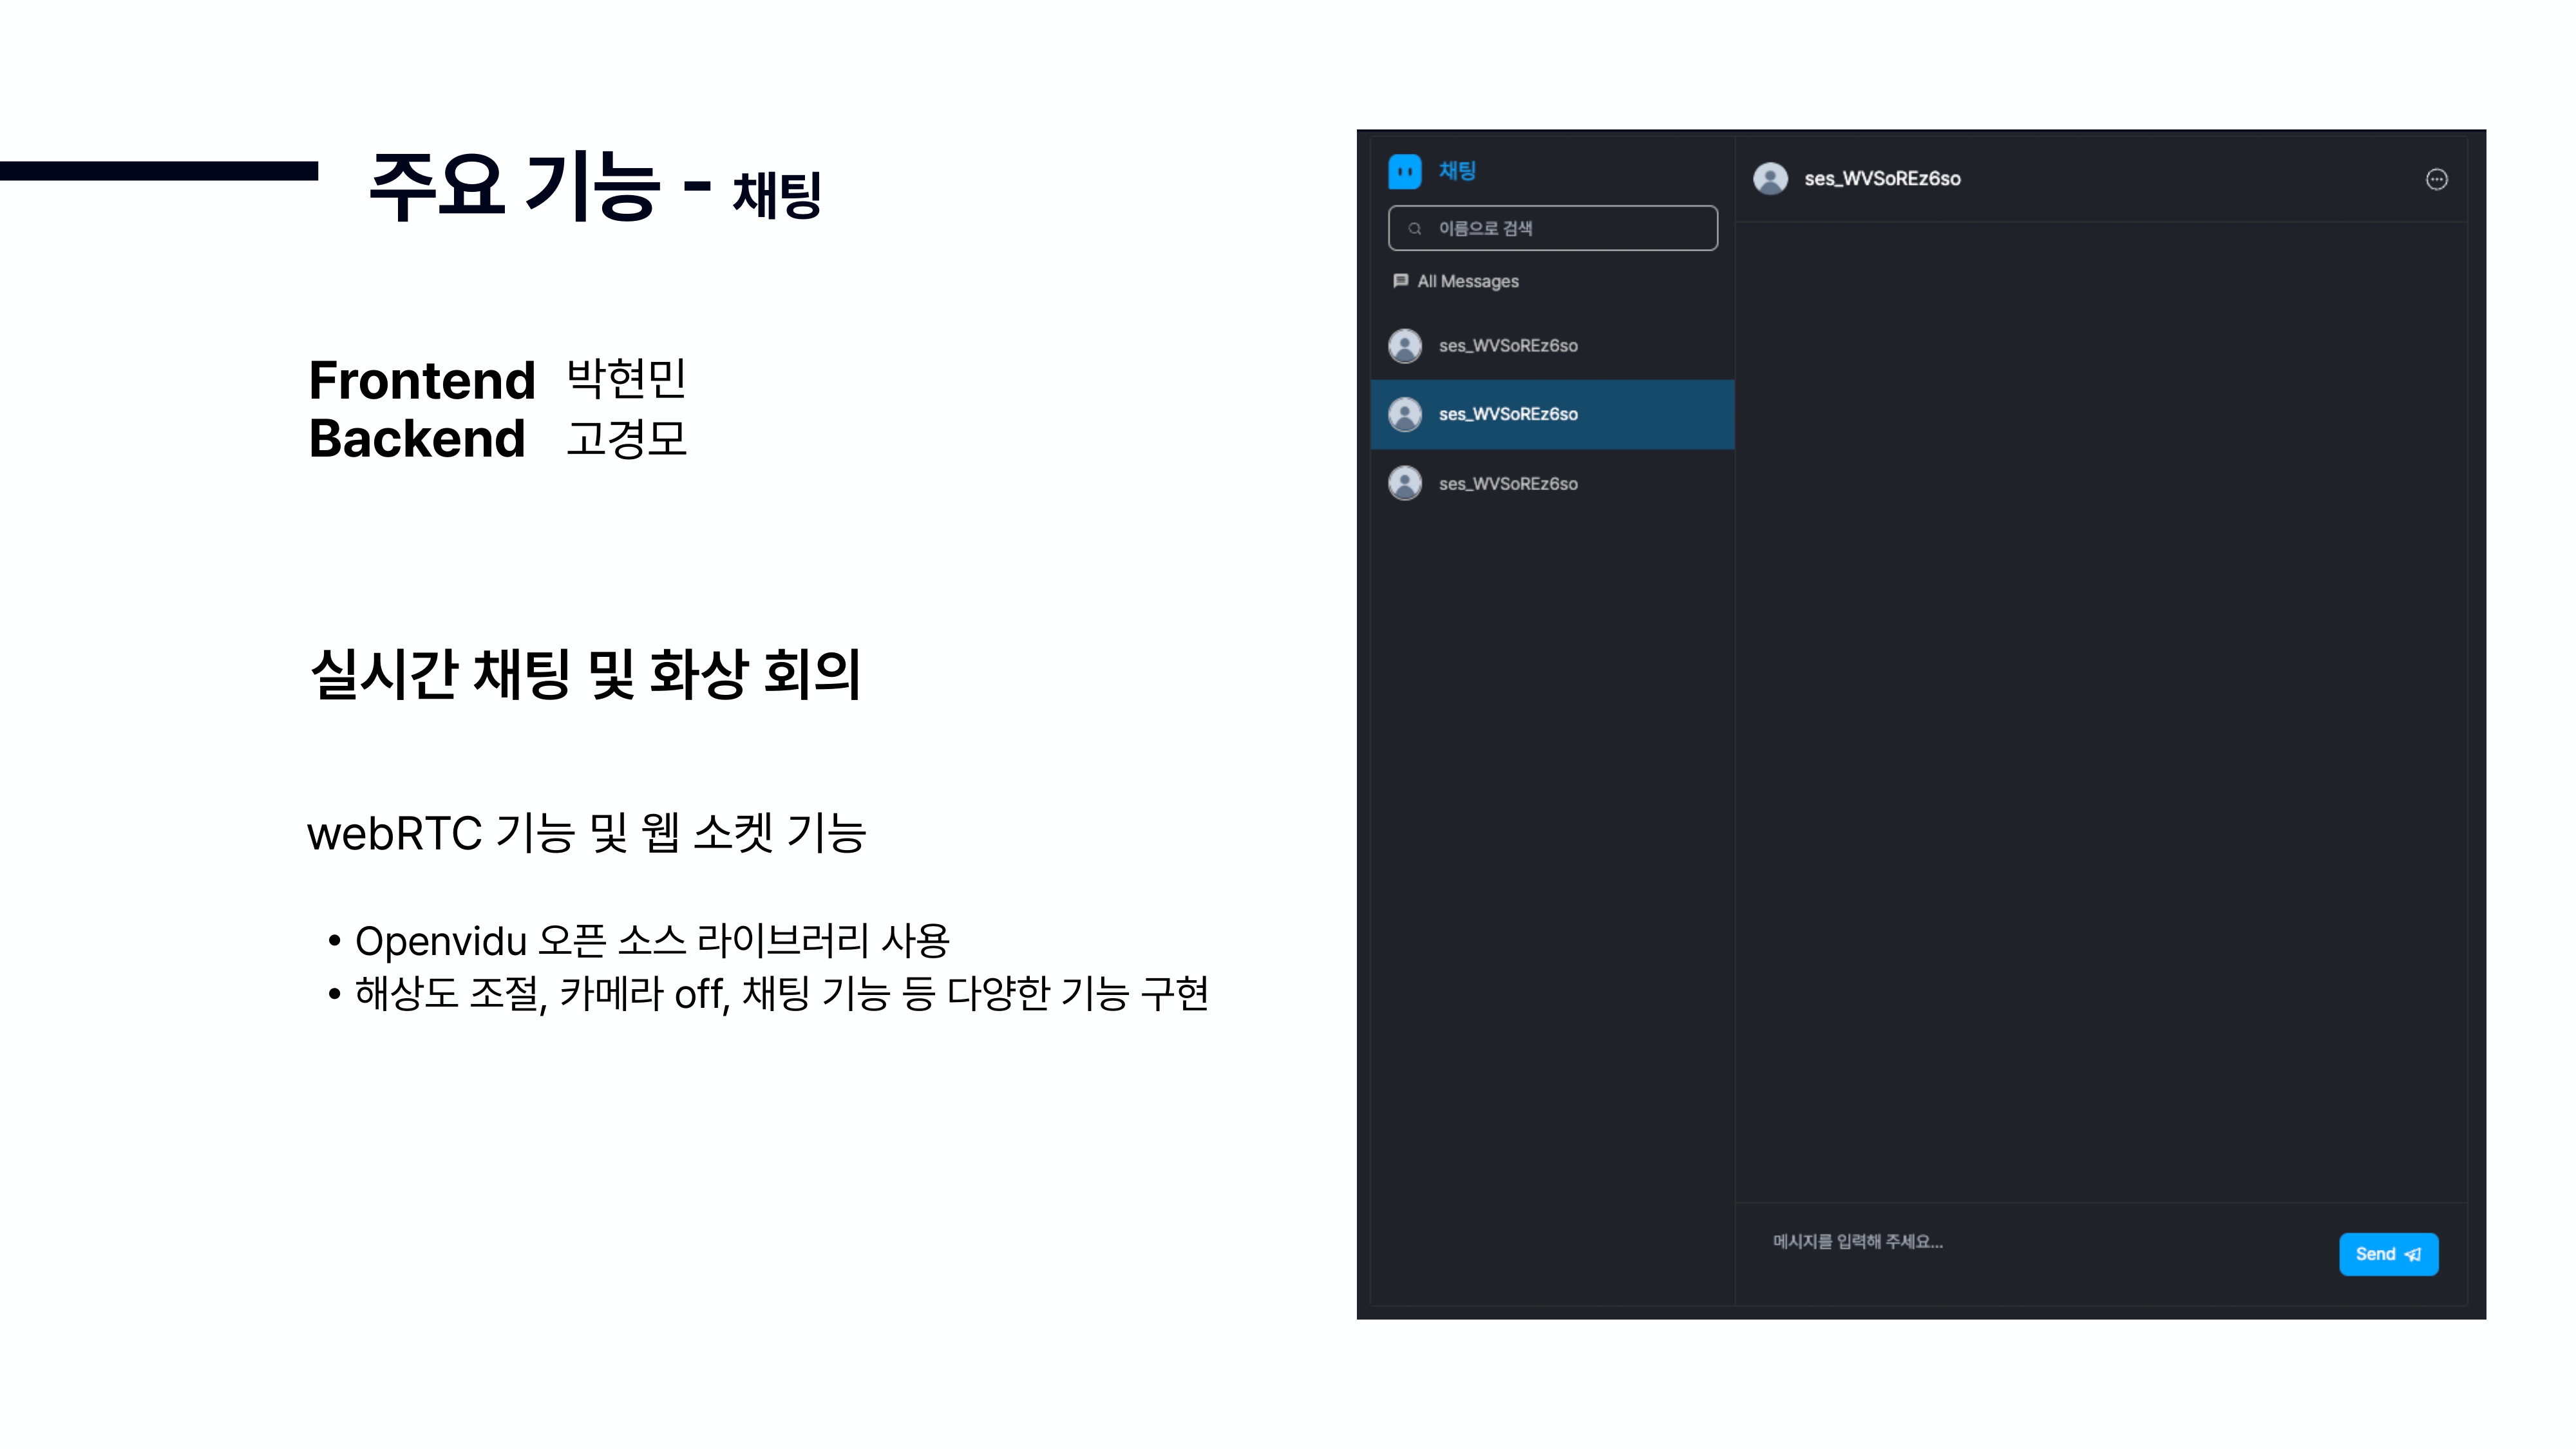 주요 기능 - 채팅
Frontend 박현민
Backend 고경모
실시간 채팅 및 화상 회의
webRTC 기능 및 웹 소켓 기능
• Openvidu 오픈 소스 라이브러리 사용
• 해상도 조절, 카메라 off, 채팅 기능 등 다양한 기능 구현
채팅
이름으로 검색
All Messages
ses_WVSoREz6so
ses_WVSoREz6so
ses_WVSoREz6so
ses_WVSoREz6so
메시지를 입력해 주세요...
Send